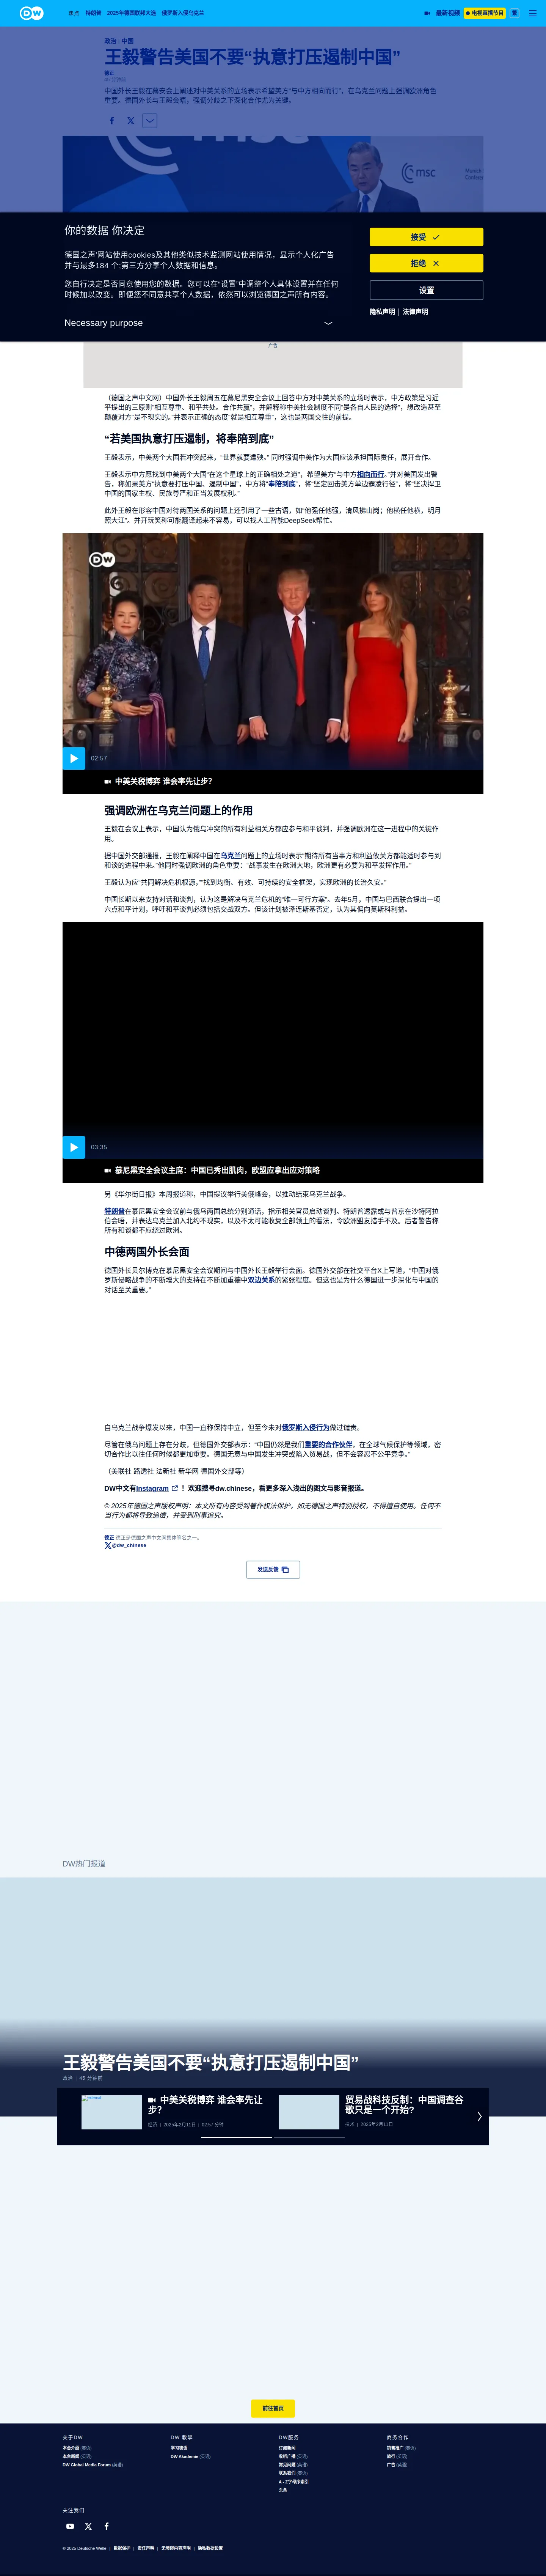 DW
焦点 特朗普 2025年德国联邦大选 俄罗斯入侵乌克兰 最新视频 电视直播节目 繁
政治 | 中国
王毅警告美国不要“执意打压遏制中国”
德正
45 分钟前
中国外长王毅在慕安会上阐述对中美关系的立场表示希望美方“与中方相向而行”。在乌克兰问题上强调欧洲角色重要。德国外长与王毅会晤，强调分歧之下深化合作尤为关键。
msc
Munich
你的数据 你决定
德国之声'网站使用cookies及其他类似技术监测网站使用情况，显示个人化广告
并与最多184 个;第三方分享个人数据和信息。
您自行决定是否同意使用您的数据。您可以在"设置"中调整个人具体设置并在任何
时候加以改变。即便您不同意共享个人数据，依然可以浏览德国之声所有内容。
Necessary purpose
接受
拒绝
设置
隐私声明 | 法律声明
广告
（德国之声中文网）中国外长王毅周五在慕尼黑安全会议上回答中方对中美关系的立场时表示，中方政策是习近
平提出的三原则“相互尊重、和平共处。合作共赢”，并解释称中美社会制度不同“是各自人民的选择”，想改造甚至
颠覆对方“是不现实的。”并表示正确的态度“就是相互尊重”，这也是两国交往的前提。
“若美国执意打压遏制，将奉陪到底”
王毅表示，中美两个大国若冲突起来，“世界就要遭殃。” 同时强调中美作为大国应该承担国际责任，展开合作。
王毅表示中方愿找到中美两个大国“在这个星球上的正确相处之道”，希望美方“与中方相向而行。”并对美国发出警
告，称如果美方“执意要打压中国、遏制中国”，中方将“奉陪到底”，将“坚定回击美方单边霸凌行径”，将“坚决捍卫
中国的国家主权、民族尊严和正当发展权利。”
此外王毅在形容中国对待两国关系的问题上还引用了一些古语，如“他强任他强，清风拂山岗；他横任他横，明月
照大江”。并开玩笑称可能翻译起来不容易，可以找人工智能DeepSeek帮忙。
DW
02:57
中美关税博弈 谁会率先让步？
强调欧洲在乌克兰问题上的作用
王毅在会议上表示，中国认为俄乌冲突的所有利益相关方都应参与和平谈判，并强调欧洲在这一进程中的关键作
用。
据中国外交部通报，王毅在阐释中国在乌克兰问题上的立场时表示“期待所有当事方和利益攸关方都能适时参与到
和谈的进程中来。”他同时强调欧洲的角色重要：“战事发生在欧洲大地，欧洲更有必要为和平发挥作用。”
王毅认为应“共同解决危机根源，”“找到均衡、有效、可持续的安全框架，实现欧洲的长治久安。”
中国长期以来支持对话和谈判，认为这是解决乌克兰危机的“唯一可行方案”。去年5月，中国与巴西联合提出一项
六点和平计划，呼吁和平谈判必须包括交战双方。但该计划被泽连斯基否定，认为其偏向莫斯科利益。
03:35
慕尼黑安全会议主席：中国已秀出肌肉，欧盟应拿出应对策略
另《华尔街日报》本周报道称，中国提议举行美俄峰会，以推动结束乌克兰战争。
特朗普在慕尼黑安全会议前与俄乌两国总统分别通话，指示相关官员启动谈判。特朗普透露或与普京在沙特阿拉
伯会晤，并表达乌克兰加入北约不现实，以及不太可能收复全部领土的看法，令欧洲盟友措手不及。后者警告称
所有和谈都不应绕过欧洲。
中德两国外长会面
德国外长贝尔博克在慕尼黑安全会议期间与中国外长王毅举行会面。德国外交部在社交平台X上写道，“中国对俄
罗斯侵略战争的不断增大的支持在不断加重德中双边关系的紧张程度。但这也是为什么德国进一步深化与中国的
对话至关重要。”
自乌克兰战争爆发以来，中国一直称保持中立，但至今未对俄罗斯入侵行为做过谴责。
尽管在俄乌问题上存在分歧，但德国外交部表示：“中国仍然是我们重要的合作伙伴，在全球气候保护等领域，密
切合作比以往任何时候都更加重要。德国无意与中国发生冲突或陷入贸易战，但不会容忍不公平竞争。”
（美联社 路透社 法新社 新华网 德国外交部等）
DW中文有Instagram ！欢迎搜寻dw.chinese，看更多深入浅出的图文与影音报道。
© 2025年德国之声版权声明：本文所有内容受到著作权法保护，如无德国之声特别授权，不得擅自使用。任何不
当行为都将导致追偿，并受到刑事追究。
德正 德正是德国之声中文网集体笔名之一。
@dw_chinese
发送反馈
DW热门报道
王毅警告美国不要“执意打压遏制中国”
政治 | 45 分钟前
中美关税博弈 谁会率先让
步？
经济 | 2025年2月11日 | 02:57 分钟
贸易战科技反制：中国调查谷
歌只是一个开始?
技术 | 2025年2月11日
前往首页
关于DW
本台介绍 (英语)
本台新闻 (英语)
DW Global Media Forum (英语)
DW 教学
学习德语
DW Akademie (英语)
DW服务
订阅新闻
收听广播 (英语)
常见问题 (英语)
联系我们 (英语)
A - Z字母序索引
头条
商务合作
销售推广 (英语)
旅行 (英语)
广告 (英语)
关注我们
© 2025 Deutsche Welle | 数据保护 | 责任声明 | 无障碍内容声明 | 隐私数据设置